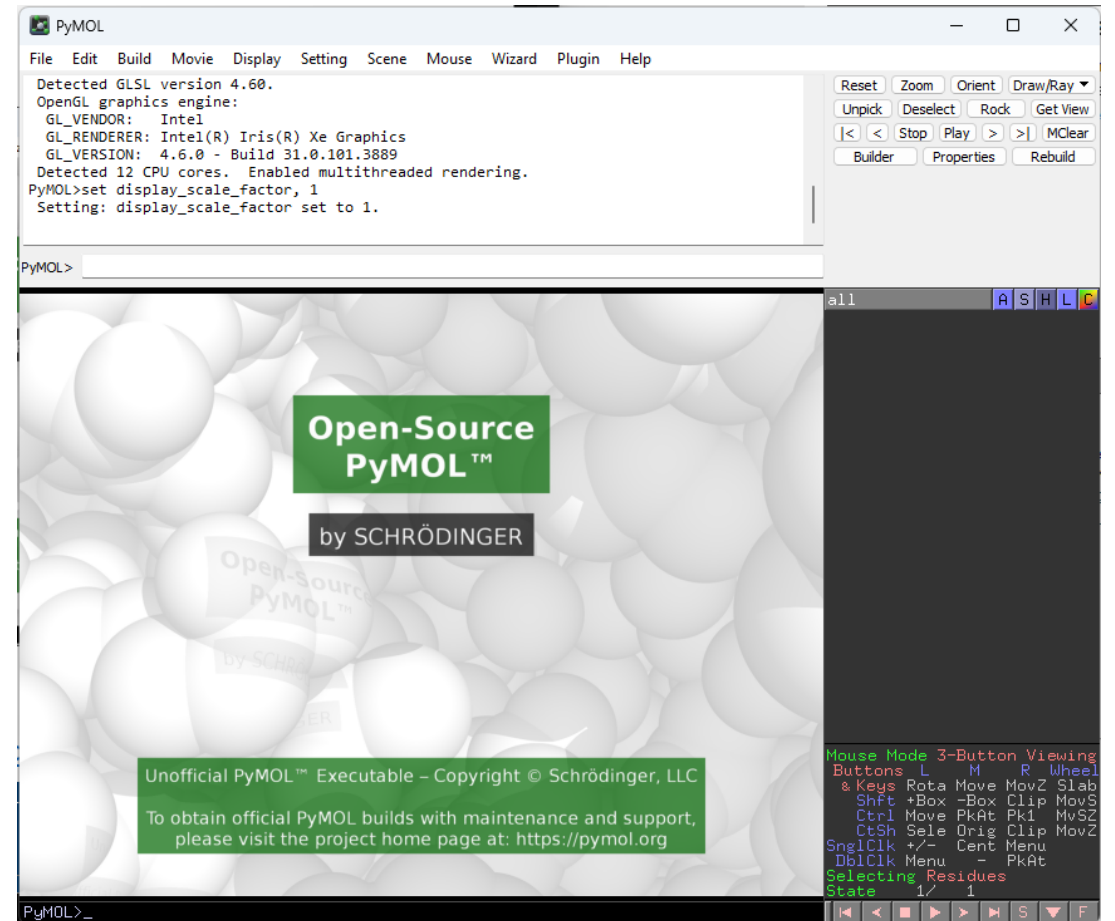 PyMOL
File Edit Build Movie Display Setting Scene Mouse Wizard Plugin Help
Detected GLSL version 4.60.
OpenGL graphics engine:
GL_VENDOR: Intel
GL_RENDERER: Intel(R) Iris(R) Xe Graphics
GL_VERSION: 4.6.0 - Build 31.0.101.3889
Detected 12 CPU cores. Enabled multithreaded rendering.
PyMOL>set display_scale_factor, 1
Setting: display_scale_factor set to 1.
PyMOL>
Reset Zoom Orient Draw/Ray ▼
Unpick Deselect Rock Get View
|< < Stop Play > >| MClear
Builder Properties Rebuild
all A S H L C
Open-Source
PyMOL™
by SCHRÖDINGER
Open-Source
PyMOL™
by SCHRÖ
GER
Unofficial PyMOL™ Executable – Copyright © Schrödinger, LLC
To obtain official PyMOL builds with maintenance and support,
please visit the project home page at: https://pymol.org
Mouse Mode 3-Button Viewing
Buttons L M R Wheel
& Keys Rota Move MovZ Slab
Shft +Box -Box Clip MovS
Ctrl Move PkAt Pk1 MvSZ
CtSh Sele Orig Clip MovZ
SnglClk +/- Cent Menu
DblClk Menu - PkAt
Selecting Residues
State 1/ 1
PyMOL>_
S F